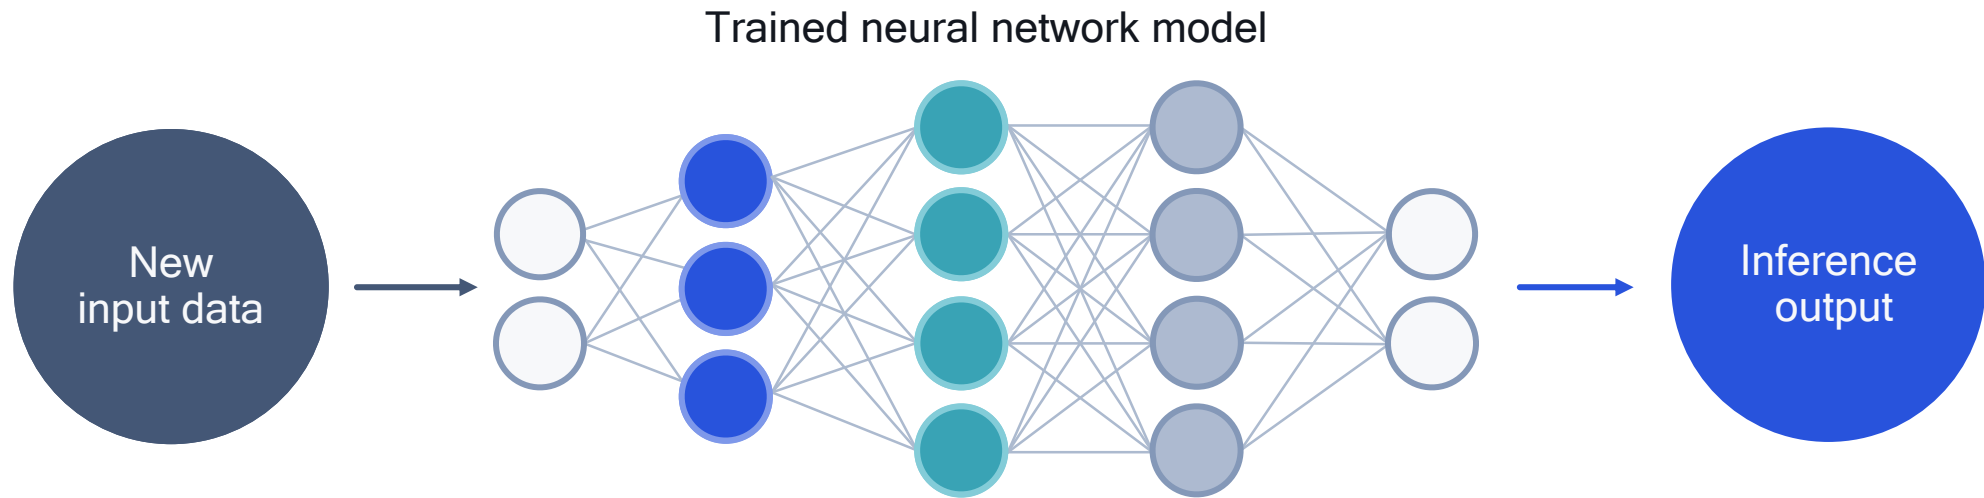 Trained neural network model
New
input data
Inference
output